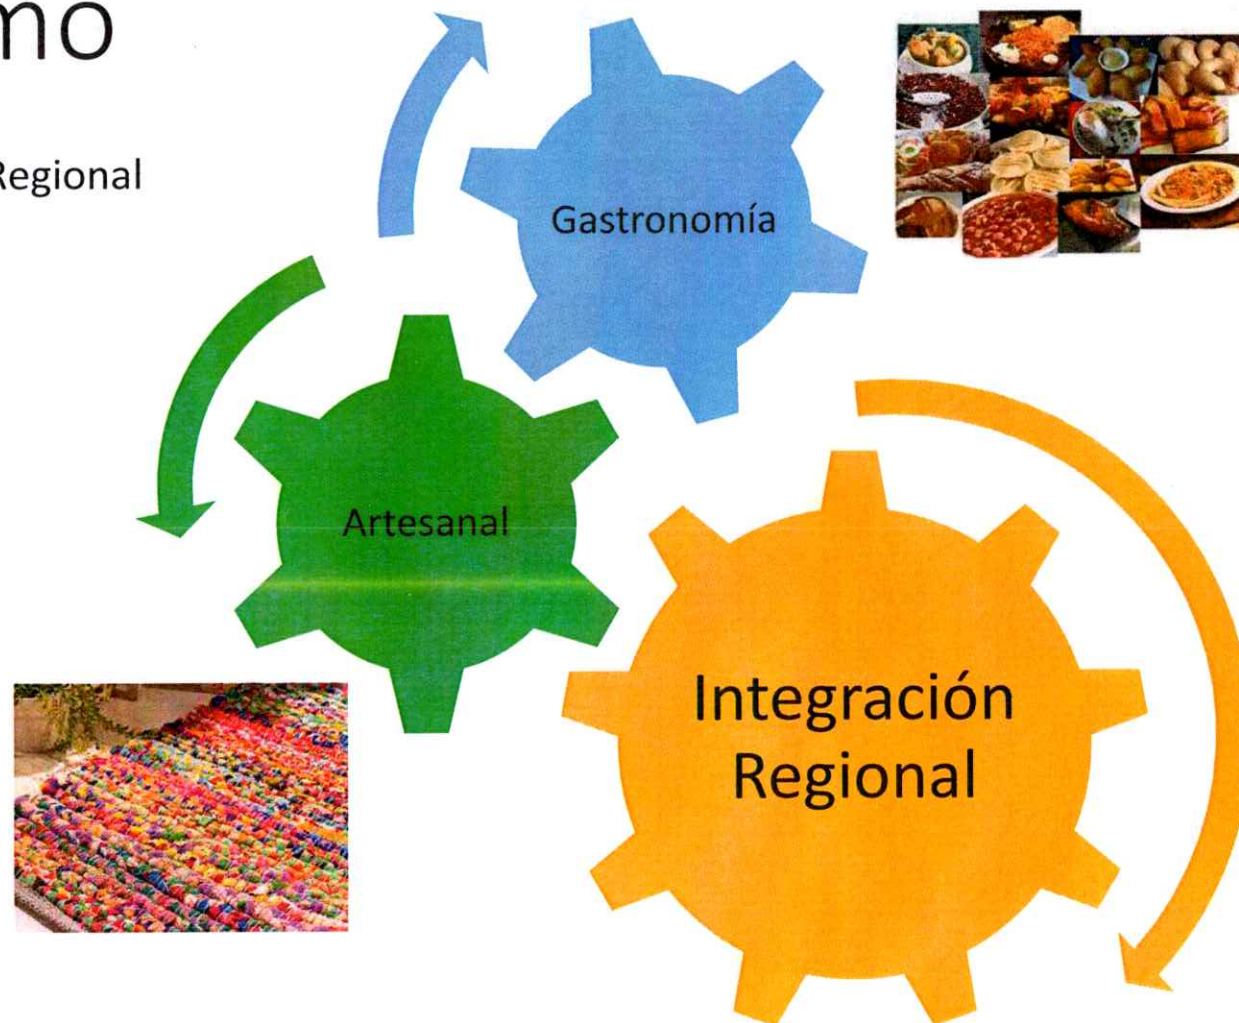 mo
Regional
Gastronomía
Artesanal
Integración
Regional